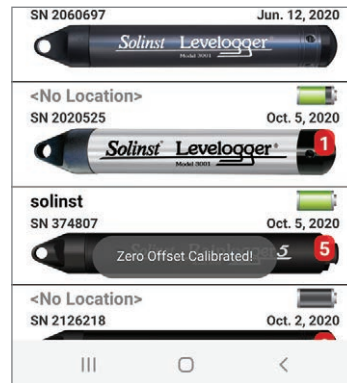 SN 2060697 Jun. 12, 2020
Solinst Levelogger®
Model 3001
<No Location>
SN 2020525 Oct. 5, 2020
Solinst® Levelogger® 1
Model 3001
solinst
SN 374807 Oct. 5, 2020
Zero Offset Calibrated! 5 5
<No Location>
SN 2126218 Oct. 2, 2020